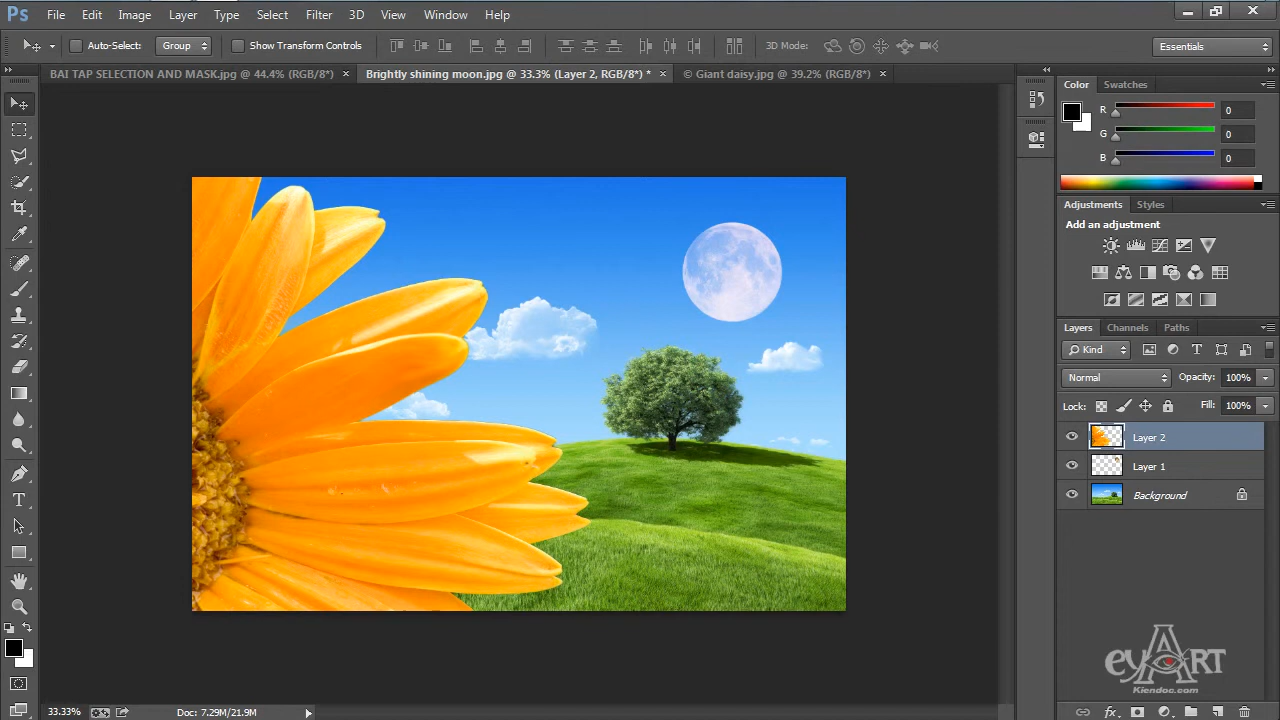 Ps File Edit Image Layer Type Select Filter 3D View Window Help
Auto-Select: Group Show Transform Controls 3D Mode: Essentials
BAI TAP SELECTION AND MASK.jpg @ 44.4% (RGB/8*) × Brightly shining moon.jpg @ 33.3% (Layer 2, RGB/8*) * × © Giant daisy.jpg @ 39.2% (RGB/8*) ×
Color Swatches
R 0
G 0
B 0
Adjustments Styles
Add an adjustment
Layers Channels Paths
Kind
Normal Opacity: 100%
Lock: Fill: 100%
Layer 2
Layer 1
Background
eyART
Kiendoc.com
33.33% Doc: 7.29M/21.9M